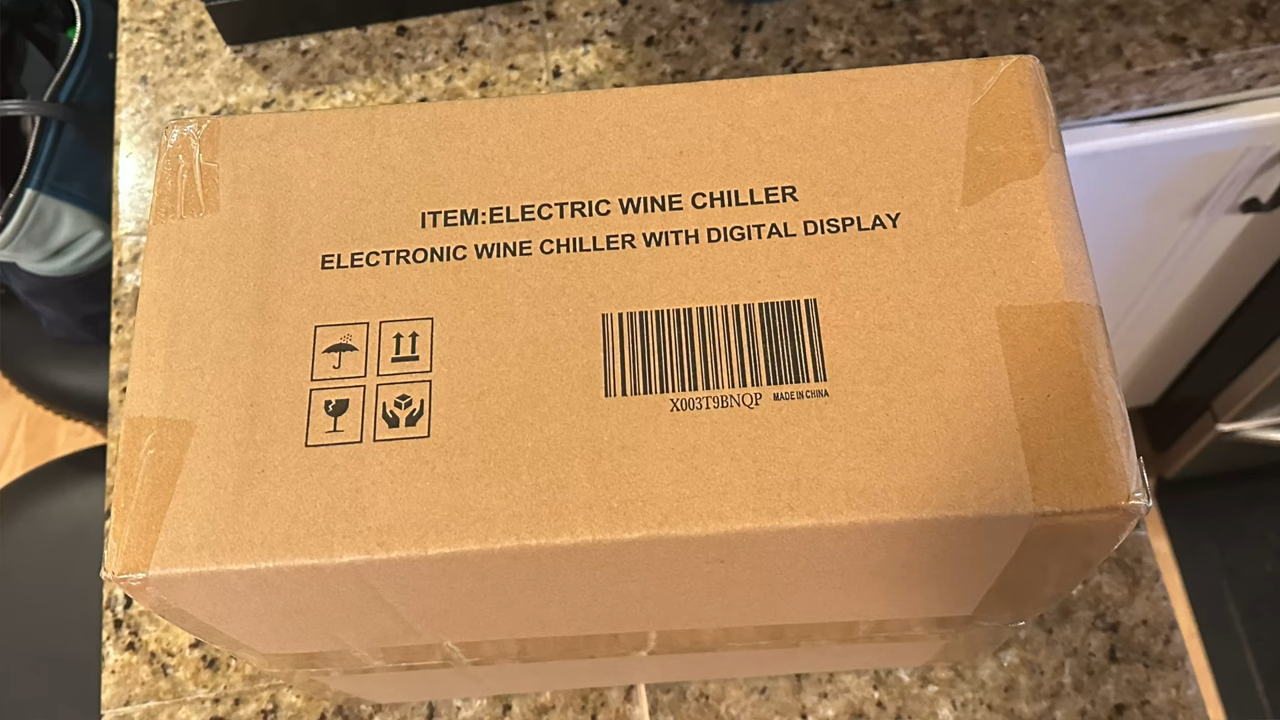 ITEM:ELECTRIC WINE CHILLER
ELECTRONIC WINE CHILLER WITH DIGITAL DISPLAY
X003T9BNQP MADE IN CHINA